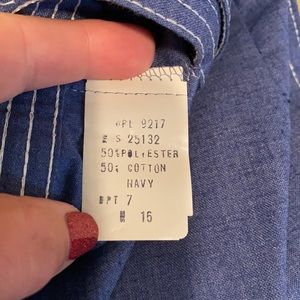 RPL 9217
S 25132
50%POLYESTER
50% COTTON
NAVY
DPT 7
16